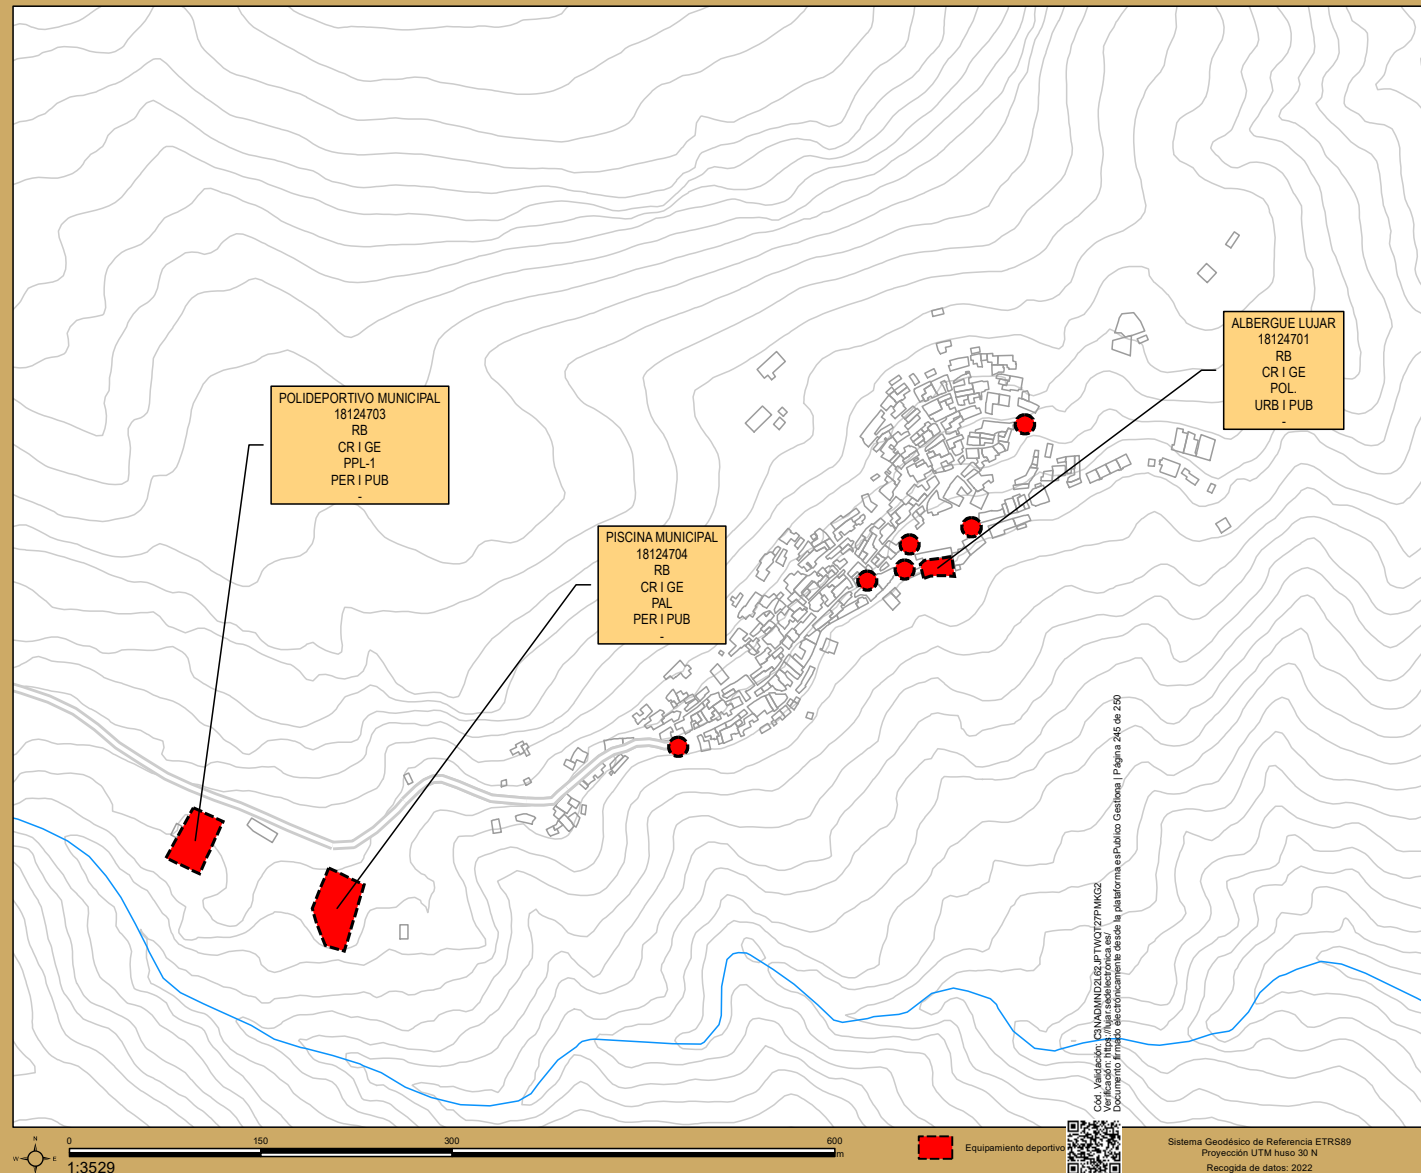 ALBERGUE LUJAR
18124701
RB
CR I GE
POL.
URB I PUB
-
POLIDEPORTIVO MUNICIPAL
18124703
RB
CR I GE
PPL-1
PER I PUB
-
PISCINA MUNICIPAL
18124704
RB
CR I GE
PAL
PER I PUB
-
Cód. Validación: C3NADMND2L62JPTWQT27PMKG2
Verificación: https://lujar.sedelectronica.es/
Documento firmado electrónicamente desde la plataforma esPublico Gestiona | Página 245 de 250
N
W E
S
0 150 300 600
m
1:3529
Equipamiento deportivo
Sistema Geodésico de Referencia ETRS89
Proyección UTM huso 30 N
Recogida de datos: 2022